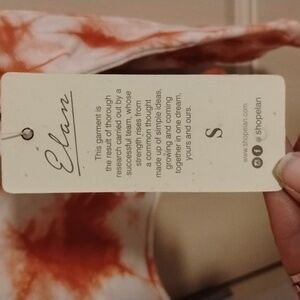 Elan
This garment is
the result of thorough
research carried out by a
successful team, whose
strength rises from
a common thought
made up of simple ideas,
growing and coming
together in one dream,
yours and ours.
S
www.shopelan.com
@shopelan